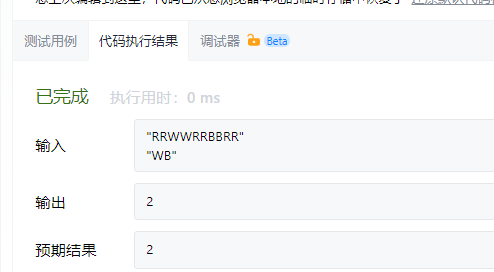 测试用例 代码执行结果 调试器 Beta
已完成 执行用时：0 ms
输入 "RRWWRRBBRR"
"WB"
输出 2
预期结果 2